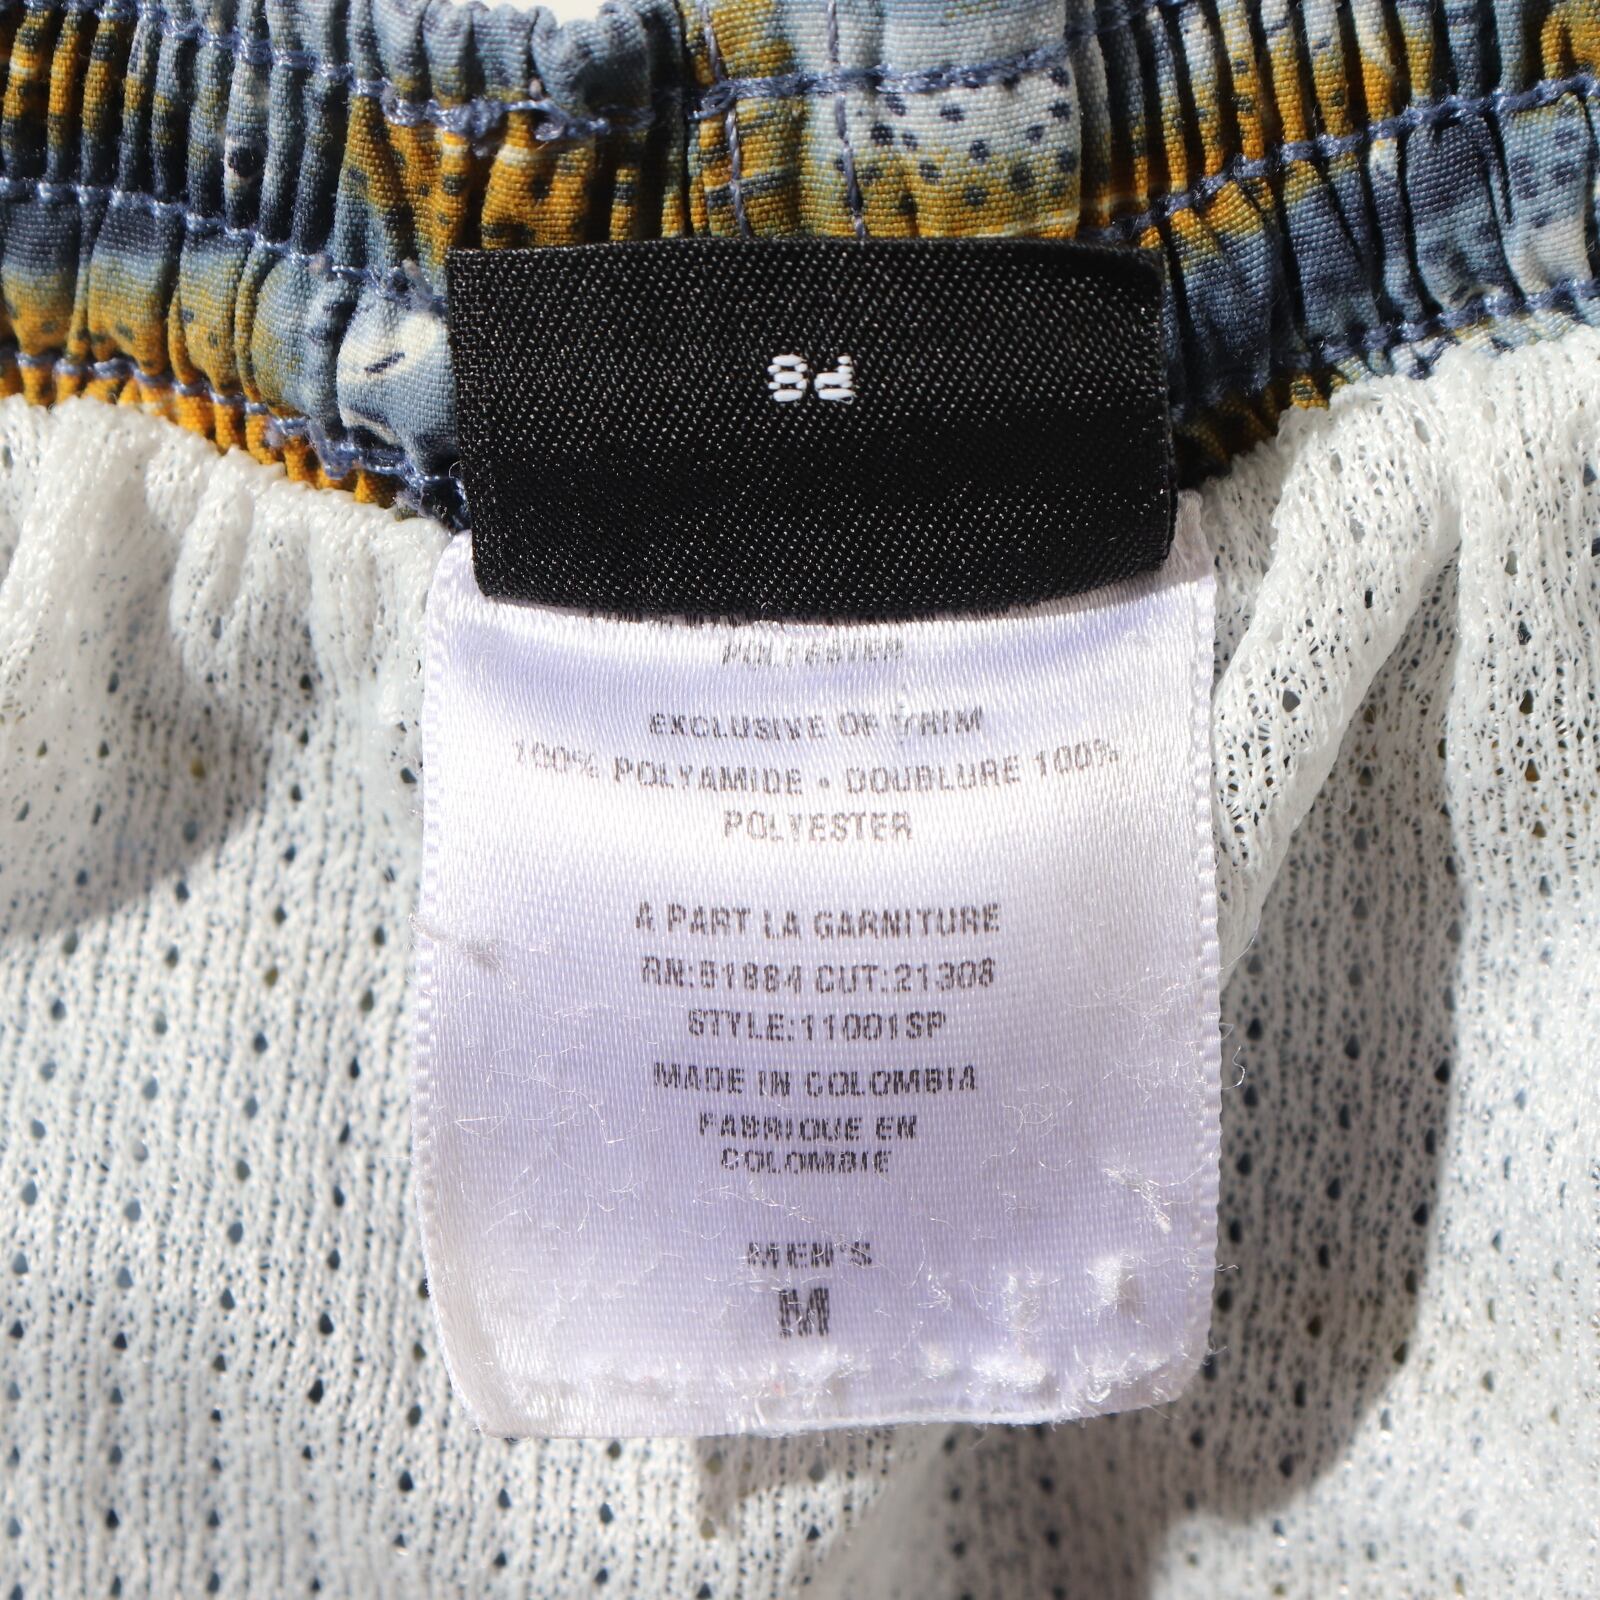 POLYESTER
EXCLUSIVE OF TRIM
100% POLYAMIDE • DOUBLURE 100%
POLYESTER
A PART LA GARNITURE
RN:51884 CUT:21308
STYLE:11001SP
MADE IN COLOMBIA
FABRIQUE EN
COLOMBIE
MEN'S
M